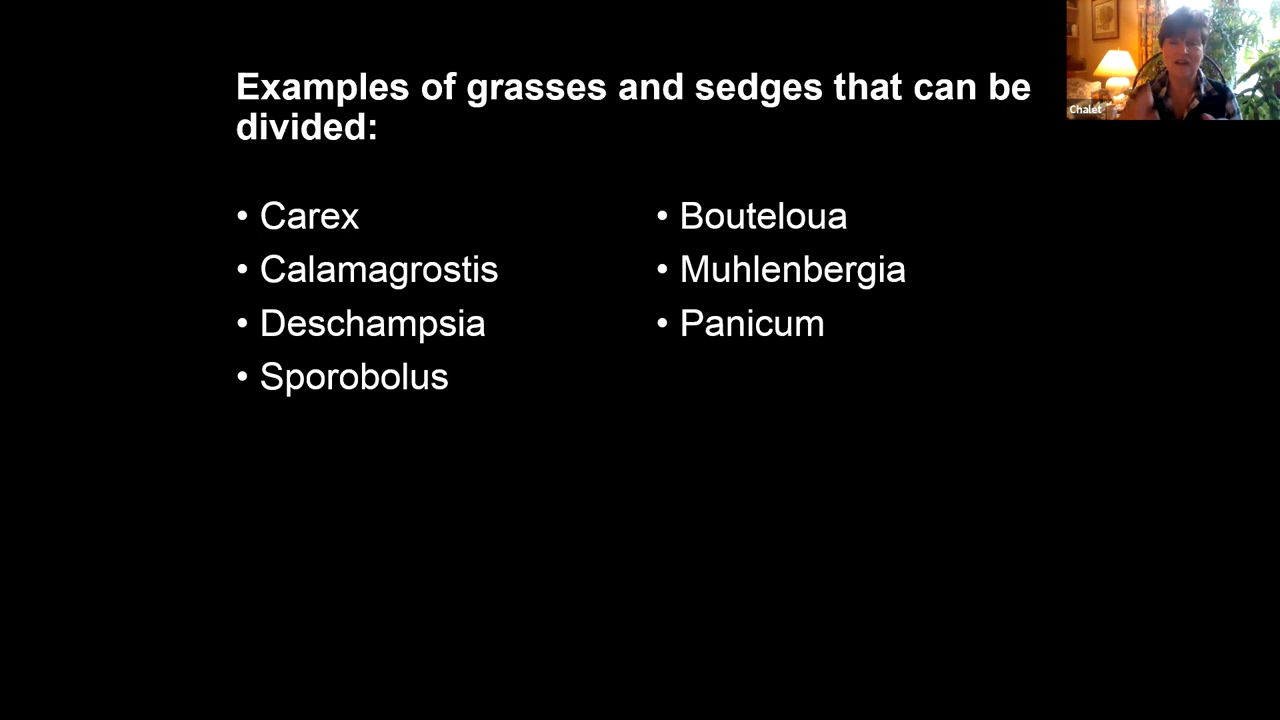 Examples of grasses and sedges that can be
divided:
• Carex
• Calamagrostis
• Deschampsia
• Sporobolus
• Bouteloua
• Muhlenbergia
• Panicum
Chalet